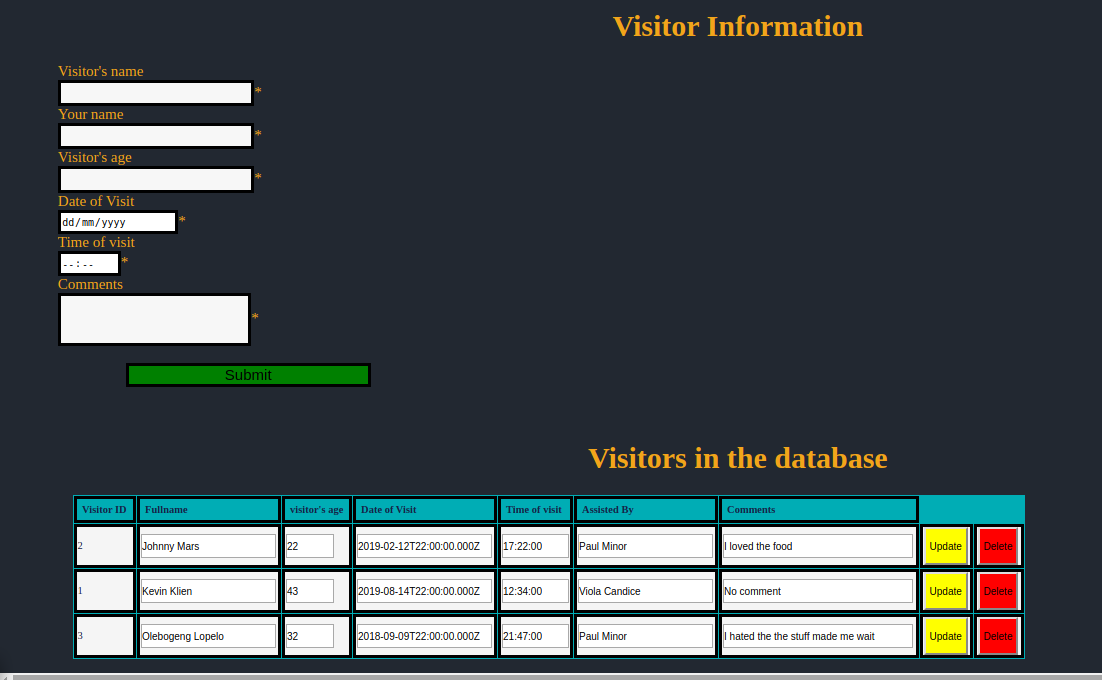 Visitor Information
Visitor's name
*
Your name
*
Visitor's age
*
Date of Visit
dd/mm/yyyy *
Time of visit
--:-- *
Comments
*
Submit
Visitors in the database
Visitor ID Fullname visitor's age Date of Visit Time of visit Assisted By Comments
2 Johnny Mars 22 2019-02-12T22:00:00.000Z 17:22:00 Paul Minor I loved the food Update Delete
1 Kevin Klien 43 2019-08-14T22:00:00.000Z 12:34:00 Viola Candice No comment Update Delete
3 Olebogeng Lopelo 32 2018-09-09T22:00:00.000Z 21:47:00 Paul Minor I hated the the stuff made me wait Update Delete